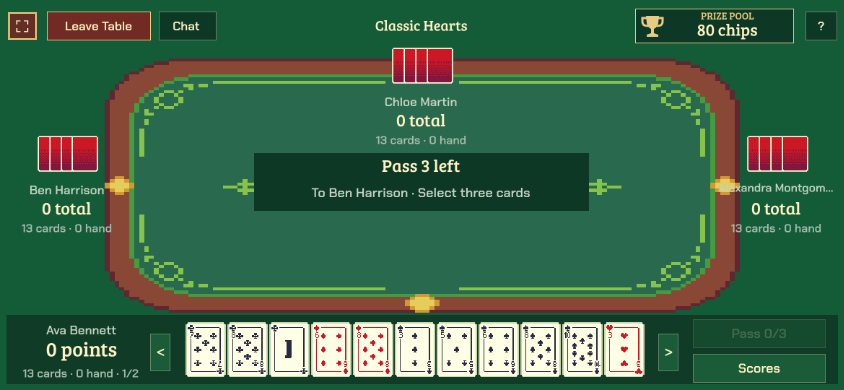 Leave Table
Chat
Classic Hearts
PRIZE POOL
80 chips
?
Chloe Martin
0 total
13 cards · 0 hand
Pass 3 left
To Ben Harrison · Select three cards
Ben Harrison
0 total
13 cards · 0 hand
Montgom...
0 total
13 cards · 0 hand
Ava Bennett
0 points
13 cards · 0 hand · 1/2
<
>
Pass 0/3
Scores